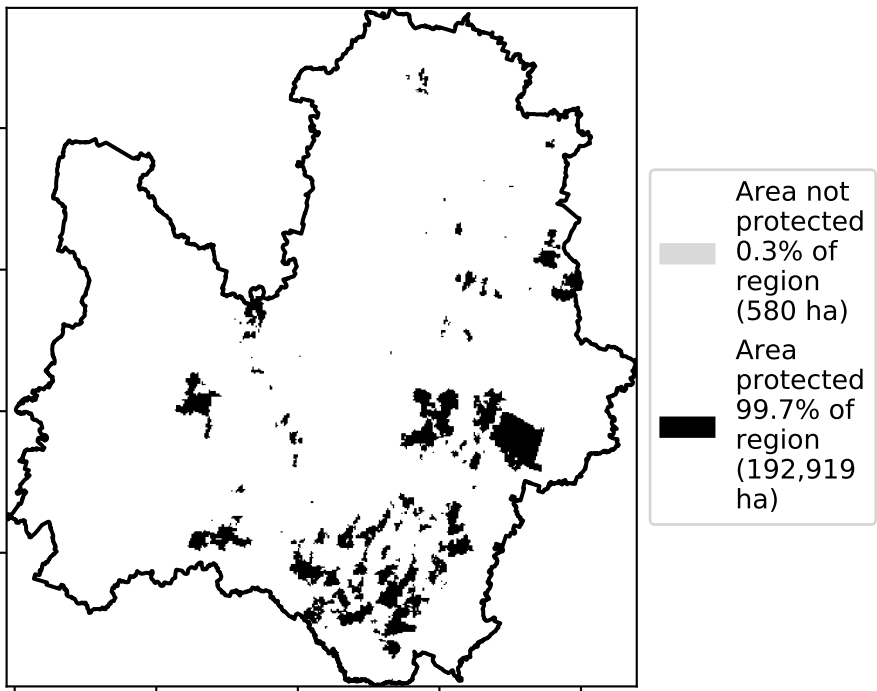 Area not
protected
0.3% of
region
(580 ha)
Area
protected
99.7% of
region
(192,919
ha)